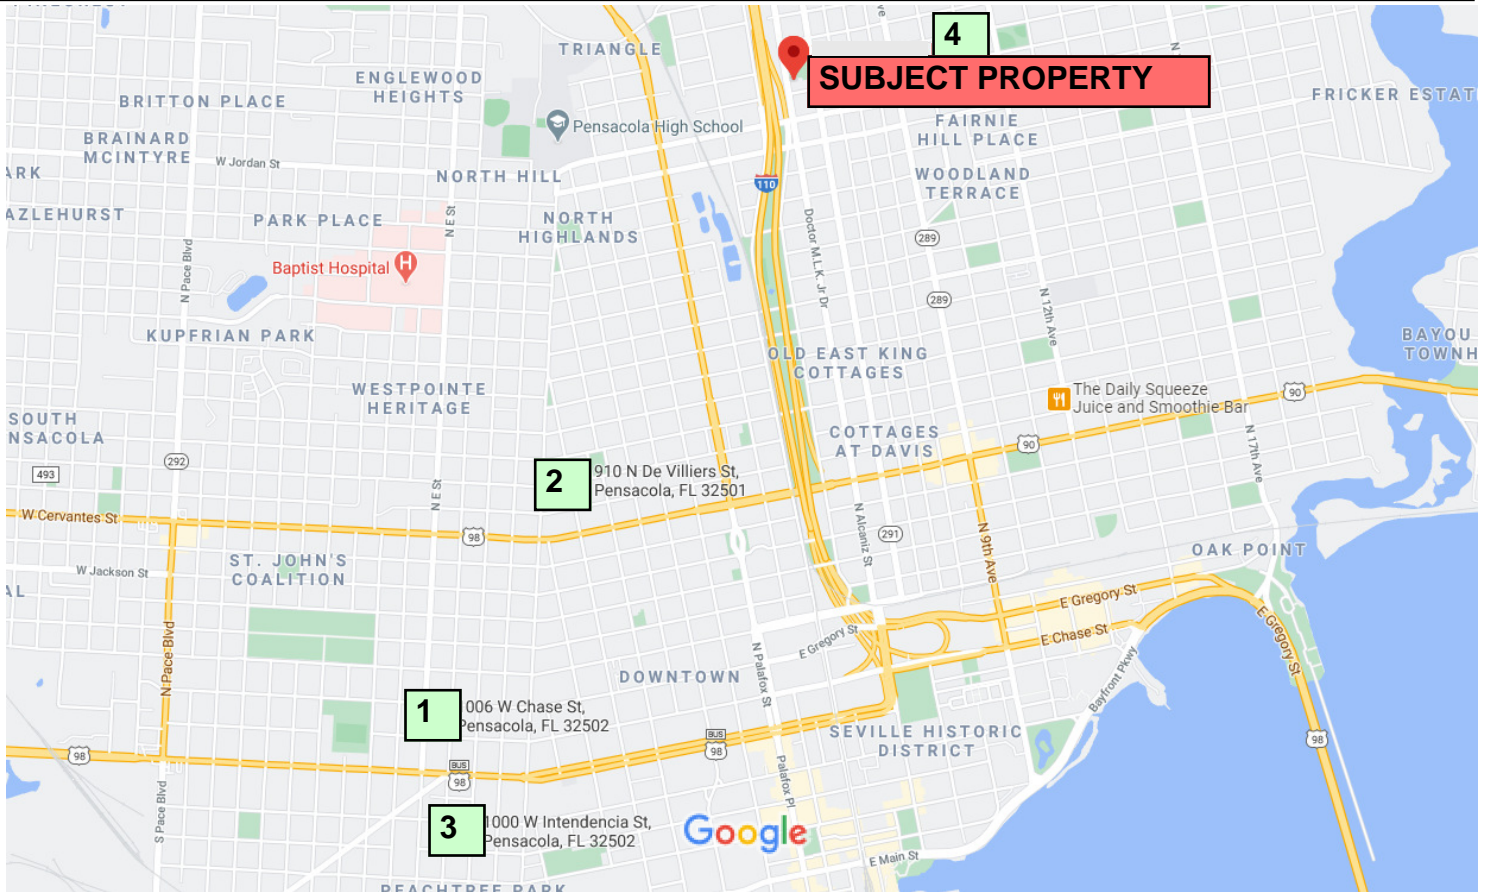 TRIANGLE
4
SUBJECT PROPERTY
ENGLEWOOD
HEIGHTS
BRITTON PLACE
FRICKER ESTAT
Pensacola High School
FAIRNIE
HILL PLACE
BRAINARD
MCINTYRE
W Jordan St
ARK
NORTH HILL
WOODLAND
TERRACE
110
AZLEHURST
PARK PLACE
N E St
NORTH
HIGHLANDS
Doctor M.L.K. Jr Dr
289
Baptist Hospital
H
N Pace Blvd
289
N 12th Ave
KUPFRIAN PARK
BAYOU
TOWNH
OLD EAST KING
COTTAGES
WESTPOINTE
HERITAGE
The Daily Squeeze
Juice and Smoothie Bar
90
SOUTH
NSACOLA
COTTAGES
AT DAVIS
90
N 17th Ave
292
493
2
910 N De Villiers St,
Pensacola, FL 32501
N E St
W Cervantes St
98
N Alcaniz St
291
N 9th Ave
OAK POINT
ST. JOHN'S
COALITION
W Jackson St
AL
E Gregory St
E Gregory St
E Gregory St
E Chase St
N Pace Blvd
DOWNTOWN
N Palafox St
Bayfront Pkwy
1
006 W Chase St,
Pensacola, FL 32502
SEVILLE HISTORIC
DISTRICT
BUS
98
98
98
BUS
98
Palafox Pl
S Pace Blvd
3
1000 W Intendencia St,
Pensacola, FL 32502
Google
E Main St
PEACHTREE PARK